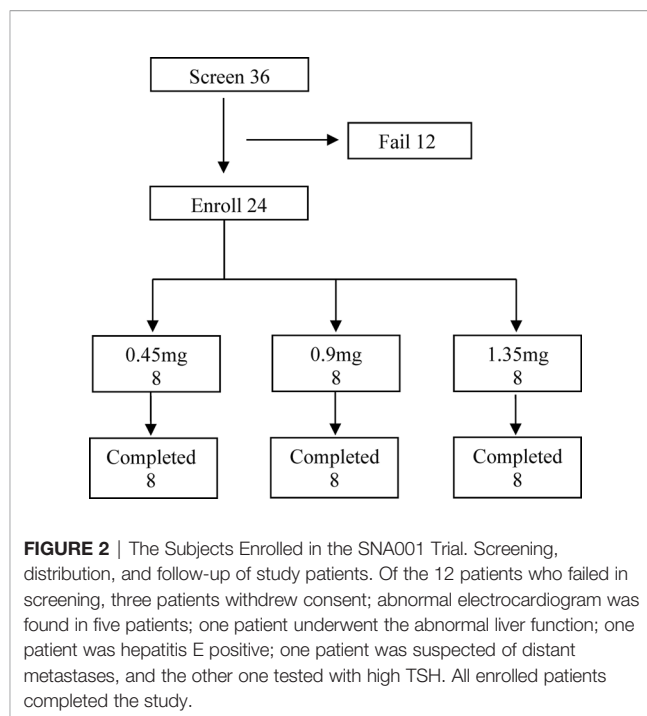 Screen 36
Fail 12
Enroll 24
0.45mg
8
0.9mg
8
1.35mg
8
Completed
8
Completed
8
Completed
8
FIGURE 2 | The Subjects Enrolled in the SNA001 Trial. Screening,
distribution, and follow-up of study patients. Of the 12 patients who failed in
screening, three patients withdrew consent; abnormal electrocardiogram was
found in five patients; one patient underwent the abnormal liver function; one
patient was hepatitis E positive; one patient was suspected of distant
metastases, and the other one tested with high TSH. All enrolled patients
completed the study.